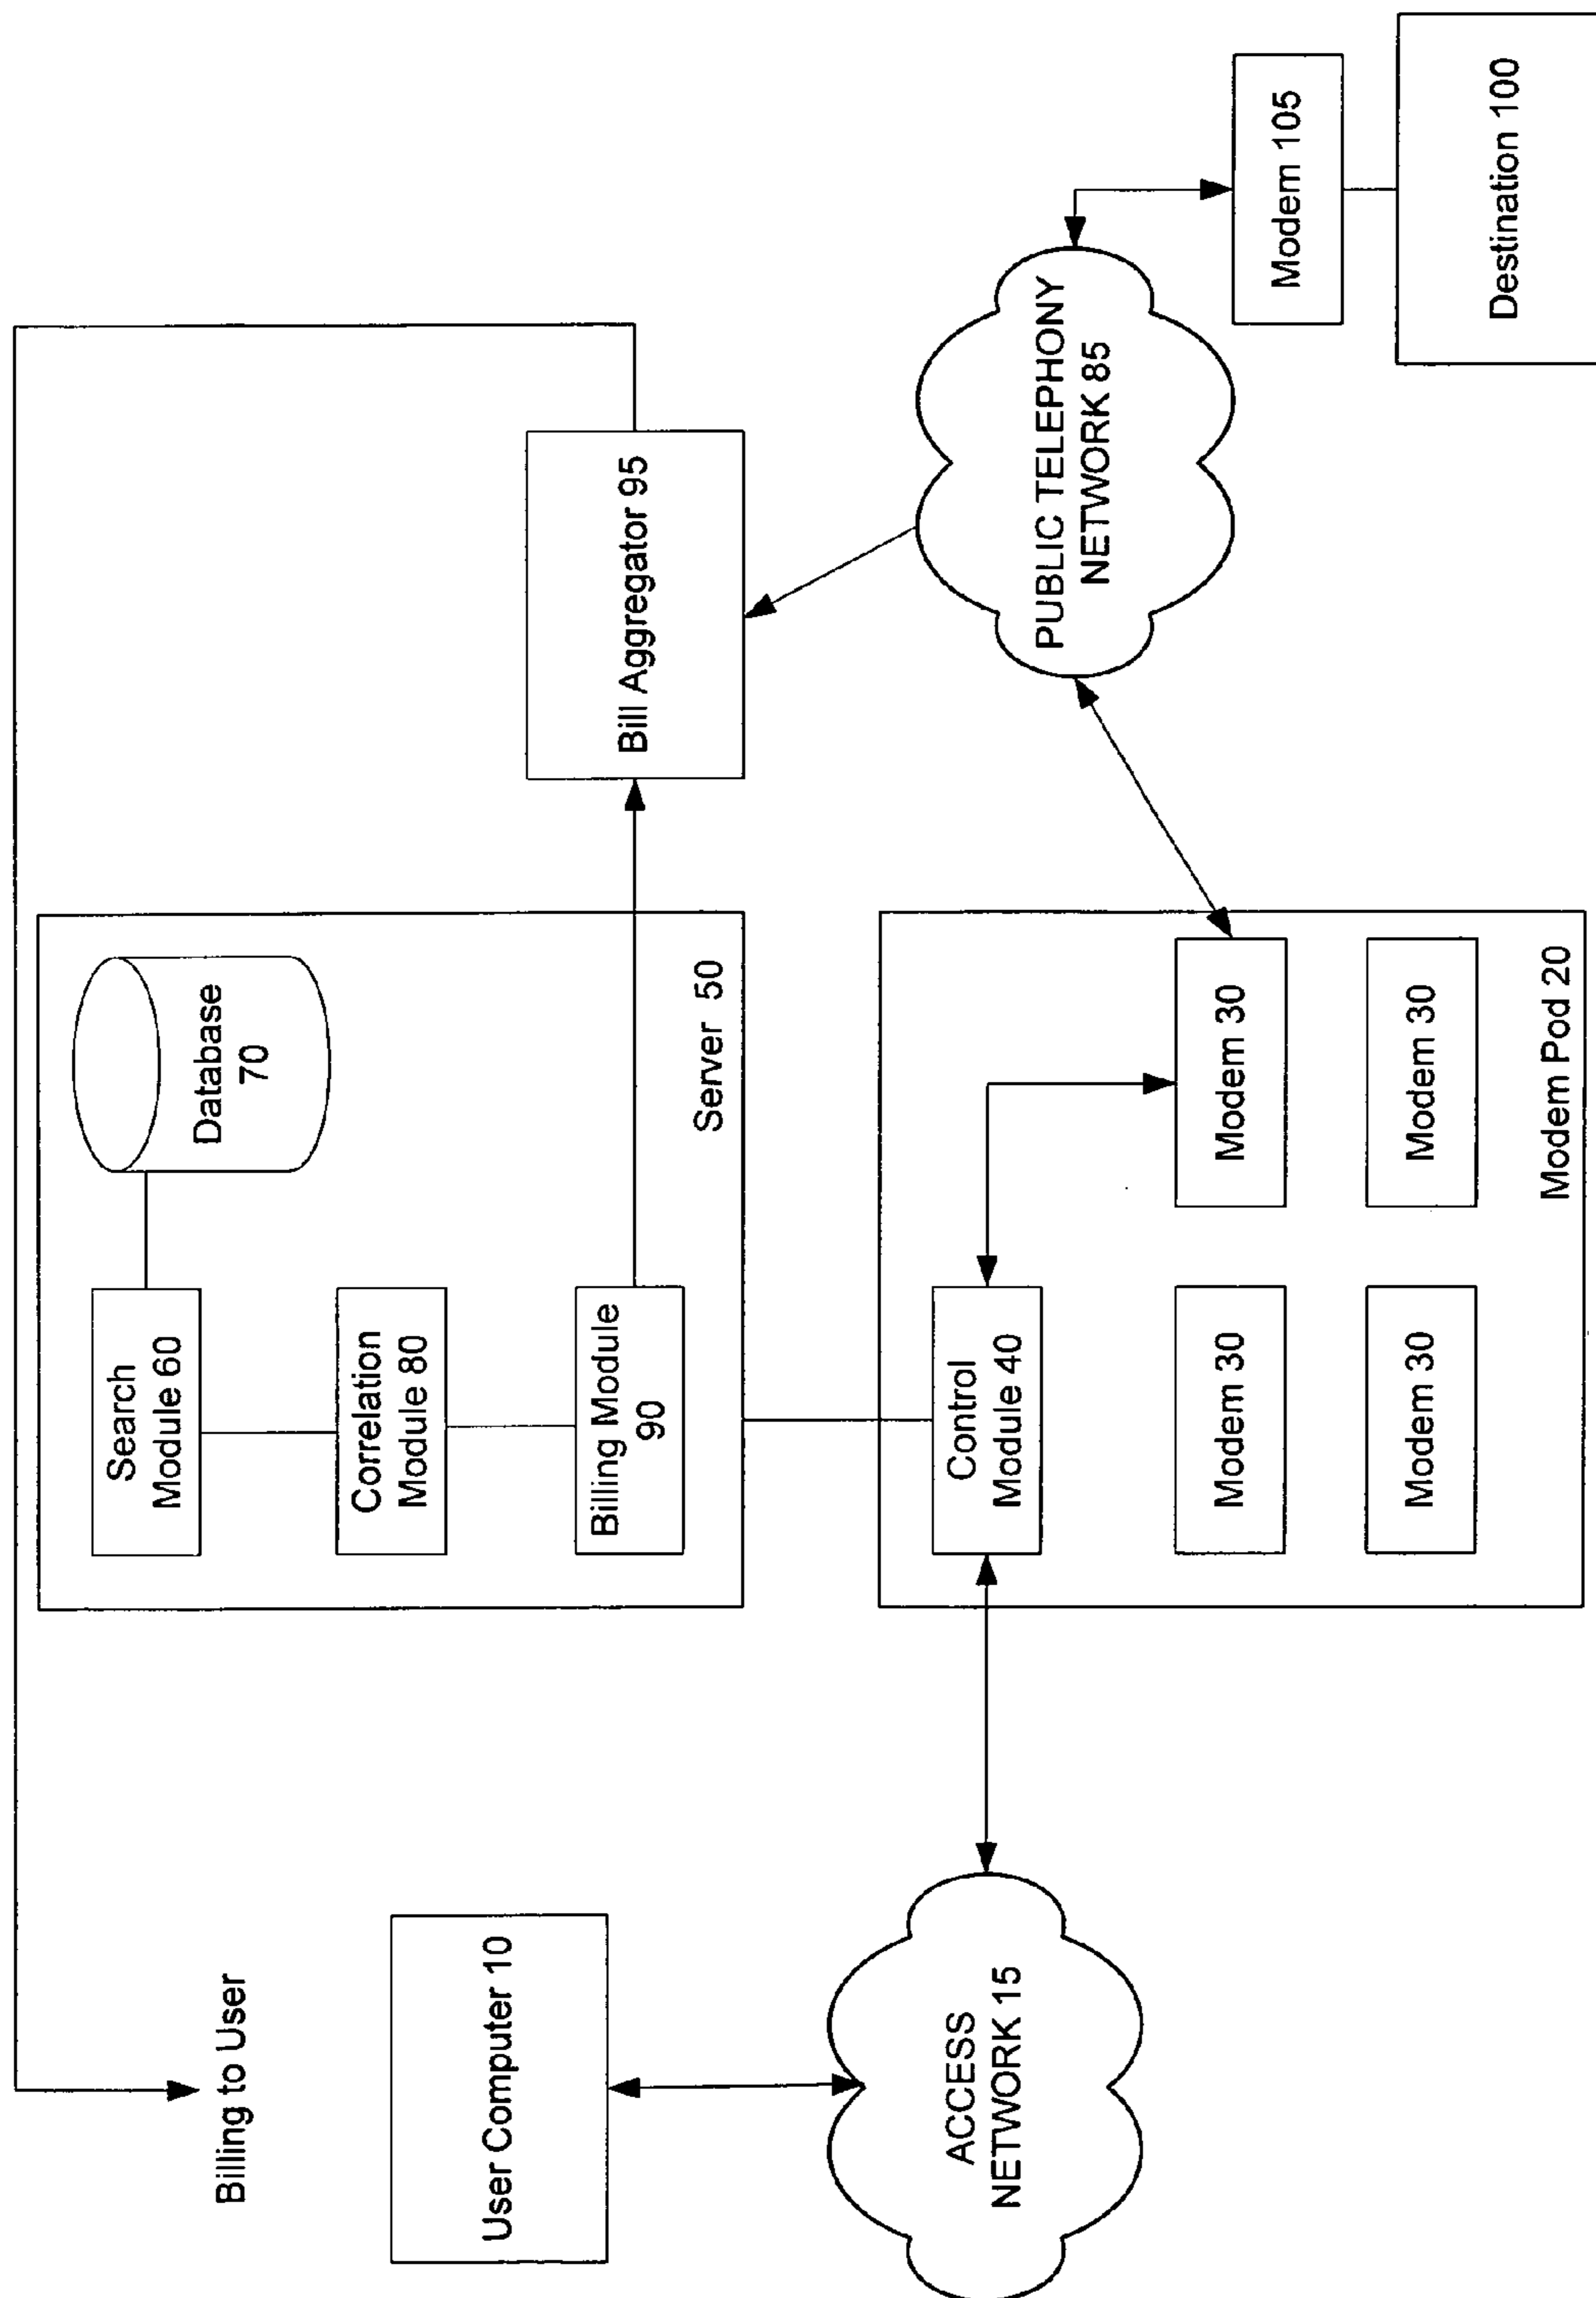 Billing to User
User Computer 10
ACCESS
NETWORK 15
Search
Module 60
Database
70
Correlation
Module 80
Billing Module
90
Server 50
Control
Module 40
Modem 30
Modem 30
Modem 30
Modem 30
Modem Pod 20
Bill Aggregator 95
PUBLIC TELEPHONY
NETWORK 85
Modem 105
Destination 100